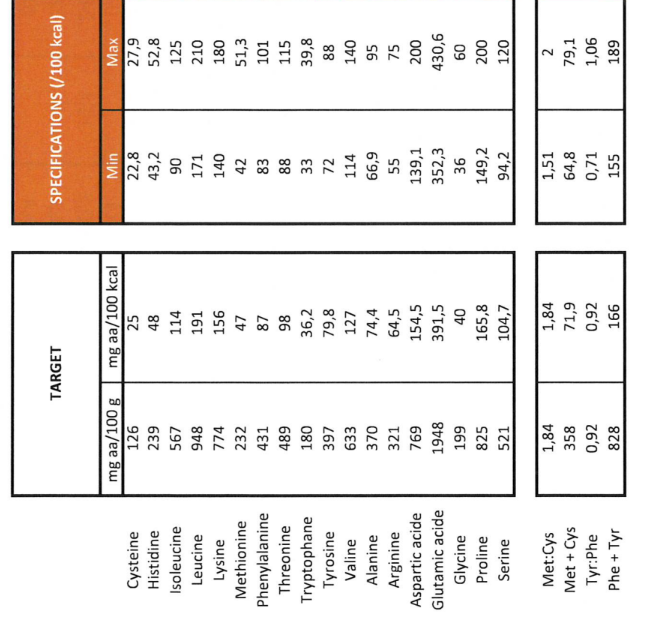 TARGET SPECIFICATIONS (/100 kcal)
mg aa/100 g mg aa/100 kcal Min Max
Cysteine 126 25 22,8 27,9
Histidine 239 48 43,2 52,8
Isoleucine 567 114 90 125
Leucine 948 191 171 210
Lysine 774 156 140 180
Methionine 232 47 42 51,3
Phenylalanine 431 87 83 101
Threonine 489 98 88 115
Tryptophane 180 36,2 33 39,8
Tyrosine 397 79,8 72 88
Valine 633 127 114 140
Alanine 370 74,4 66,9 95
Arginine 321 64,5 55 75
Aspartic acide 769 154,5 139,1 200
Glutamic acide 1948 391,5 352,3 430,6
Glycine 199 40 36 60
Proline 825 165,8 149,2 200
Serine 521 104,7 94,2 120
Met:Cys 1,84 1,84 1,51 2
Met + Cys 358 71,9 64,8 79,1
Tyr:Phe 0,92 0,92 0,71 1,06
Phe + Tyr 828 166 155 189